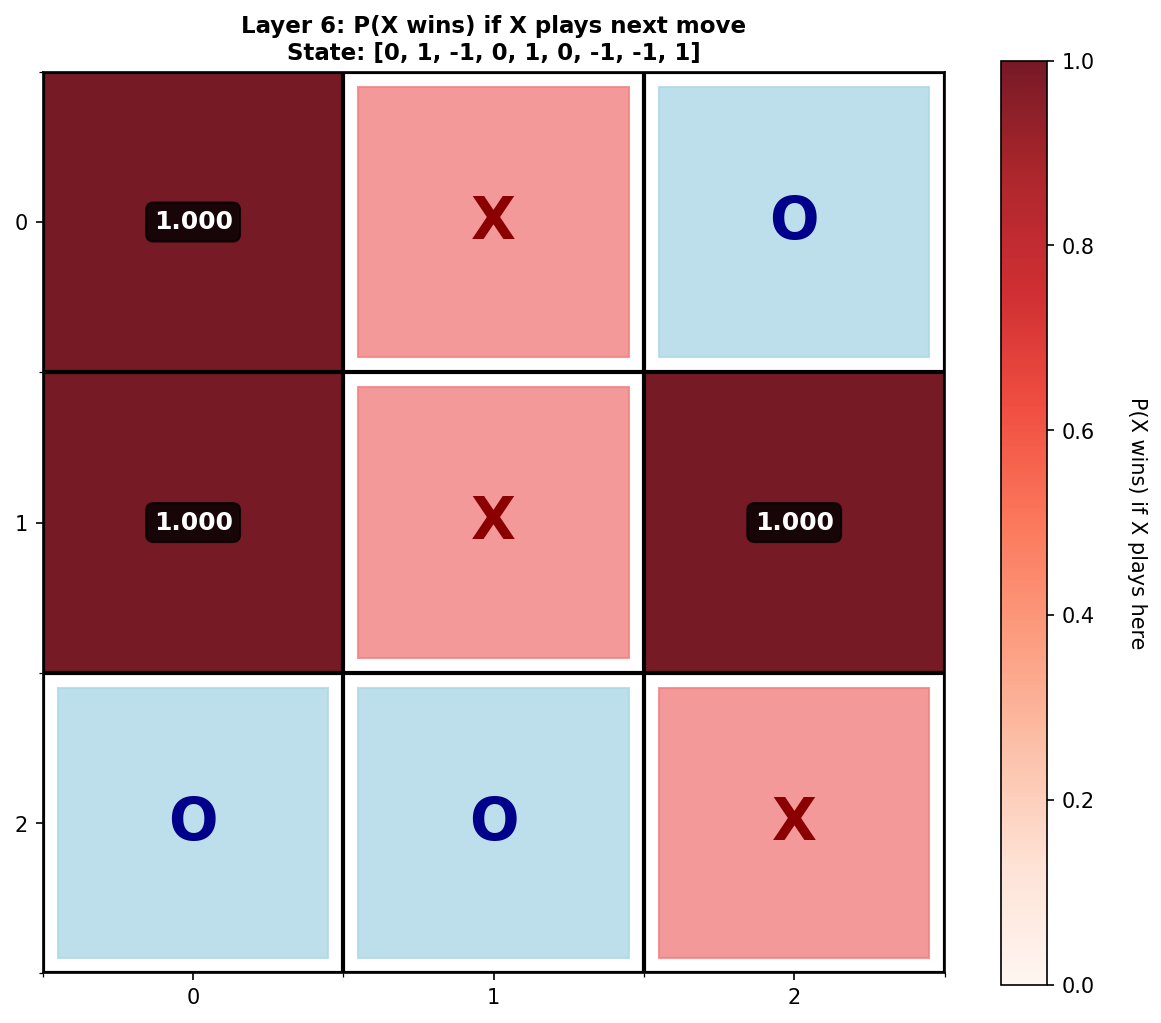 Layer 6: P(X wins) if X plays next move
State: [0, 1, -1, 0, 1, 0, -1, -1, 1]
0
1.000
X
O
1
1.000
X
1.000
2
O
O
X
0
1
2
1.0
0.8
0.6
0.4
0.2
0.0
P(X wins) if X plays here